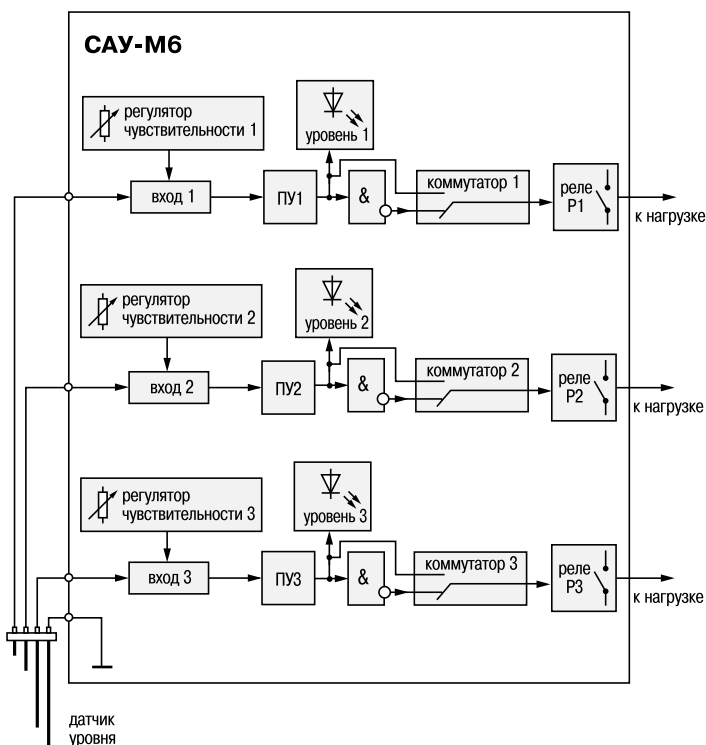 САУ-М6
регулятор
чувствительности 1
уровень 1
вход 1
ПУ1
&
коммутатор 1
реле
Р1
к нагрузке
регулятор
чувствительности 2
уровень 2
вход 2
ПУ2
&
коммутатор 2
реле
Р2
к нагрузке
регулятор
чувствительности 3
уровень 3
вход 3
ПУ3
&
коммутатор 3
реле
Р3
к нагрузке
датчик
уровня